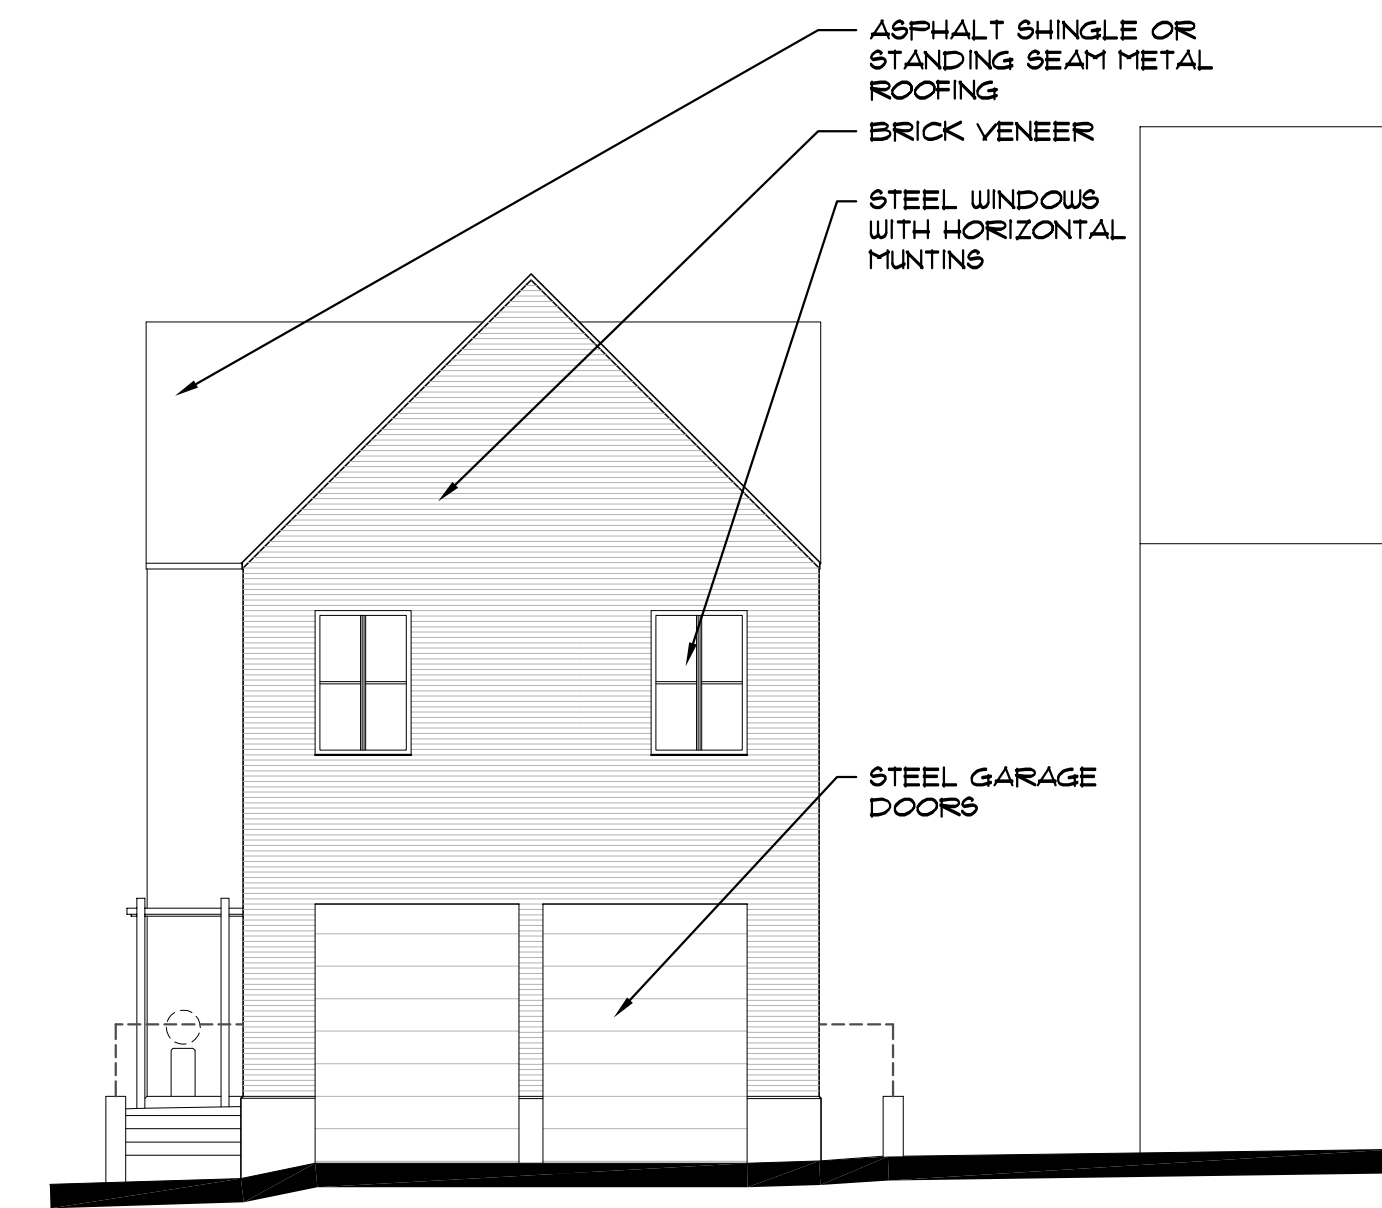 ASPHALT SHINGLE OR
STANDING SEAM METAL
ROOFING
BRICK VENEER
STEEL WINDOWS
WITH HORIZONTAL
MUNTINS
STEEL GARAGE
DOORS